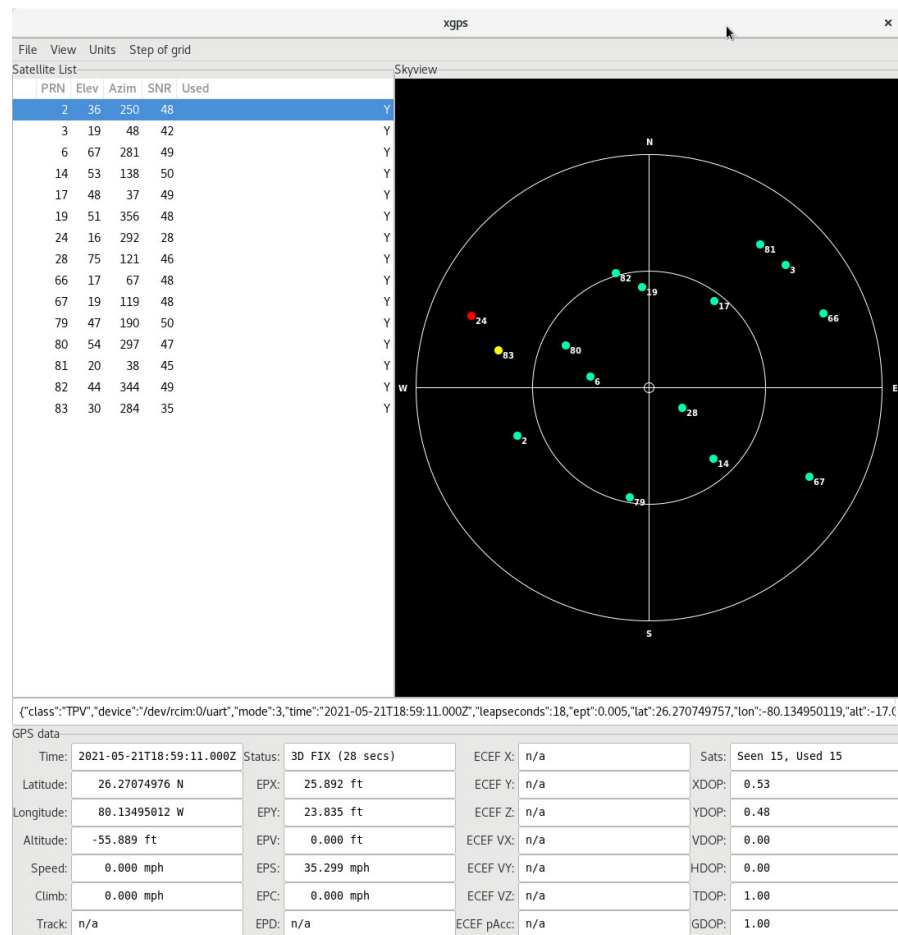 xgps ×
File View Units Step of grid
Satellite List
PRN Elev Azim SNR Used
2 36 250 48 Y
3 19 48 42 Y
6 67 281 49 Y
14 53 138 50 Y
17 48 37 49 Y
19 51 356 48 Y
24 16 292 28 Y
28 75 121 46 Y
66 17 67 48 Y
67 19 119 48 Y
79 47 190 50 Y
80 54 297 47 Y
81 20 38 45 Y
82 44 344 49 Y
83 30 284 35 Y
Skyview
N
81
3
82
19
17
66
24
83
80
6
W
E
28
2
14
67
79
S
{"class":"TPV","device":"/dev/rcim:0/uart","mode":3,"time":"2021-05-21T18:59:11.000Z","leapseconds":18,"ept":0.005,"lat":26.270749757,"lon":-80.134950119,"alt":-17.0
GPS data
Time: 2021-05-21T18:59:11.000Z Status: 3D FIX (28 secs) ECEF X: n/a Sats: Seen 15, Used 15
Latitude: 26.27074976 N EPX: 25.892 ft ECEF Y: n/a XDOP: 0.53
Longitude: 80.13495012 W EPY: 23.835 ft ECEF Z: n/a YDOP: 0.48
Altitude: -55.889 ft EPV: 0.000 ft ECEF VX: n/a VDOP: 0.00
Speed: 0.000 mph EPS: 35.299 mph ECEF VY: n/a HDOP: 0.00
Climb: 0.000 mph EPC: 0.000 mph ECEF VZ: n/a TDOP: 1.00
Track: n/a EPD: n/a ECEF pAcc: n/a GDOP: 1.00